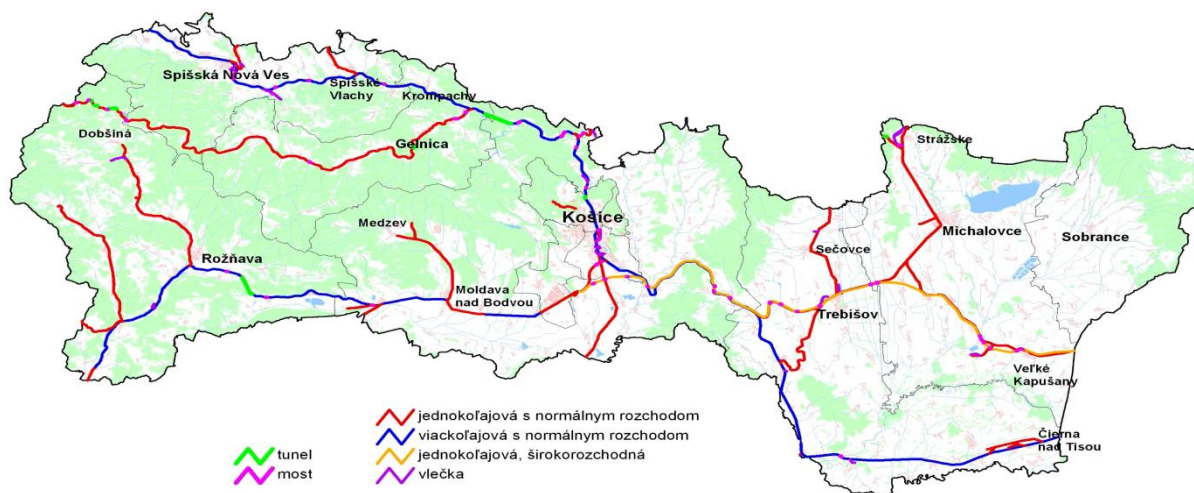 Spišská Nová Ves
Spišské
Vlachy
Krompachy
Dobšiná
Gelnica
Strážske
Medzev
Košice
Michalovce
Sečovce
Sobrance
Rožňava
Moldava
nad Bodvou
Trebišov
Veľké
Kapušany
Čierna
nad Tisou
jednokoľajová s normálnym rozchodom
viackoľajová s normálnym rozchodom
tunel
jednokoľajová, širokorozchodná
most
vlečka